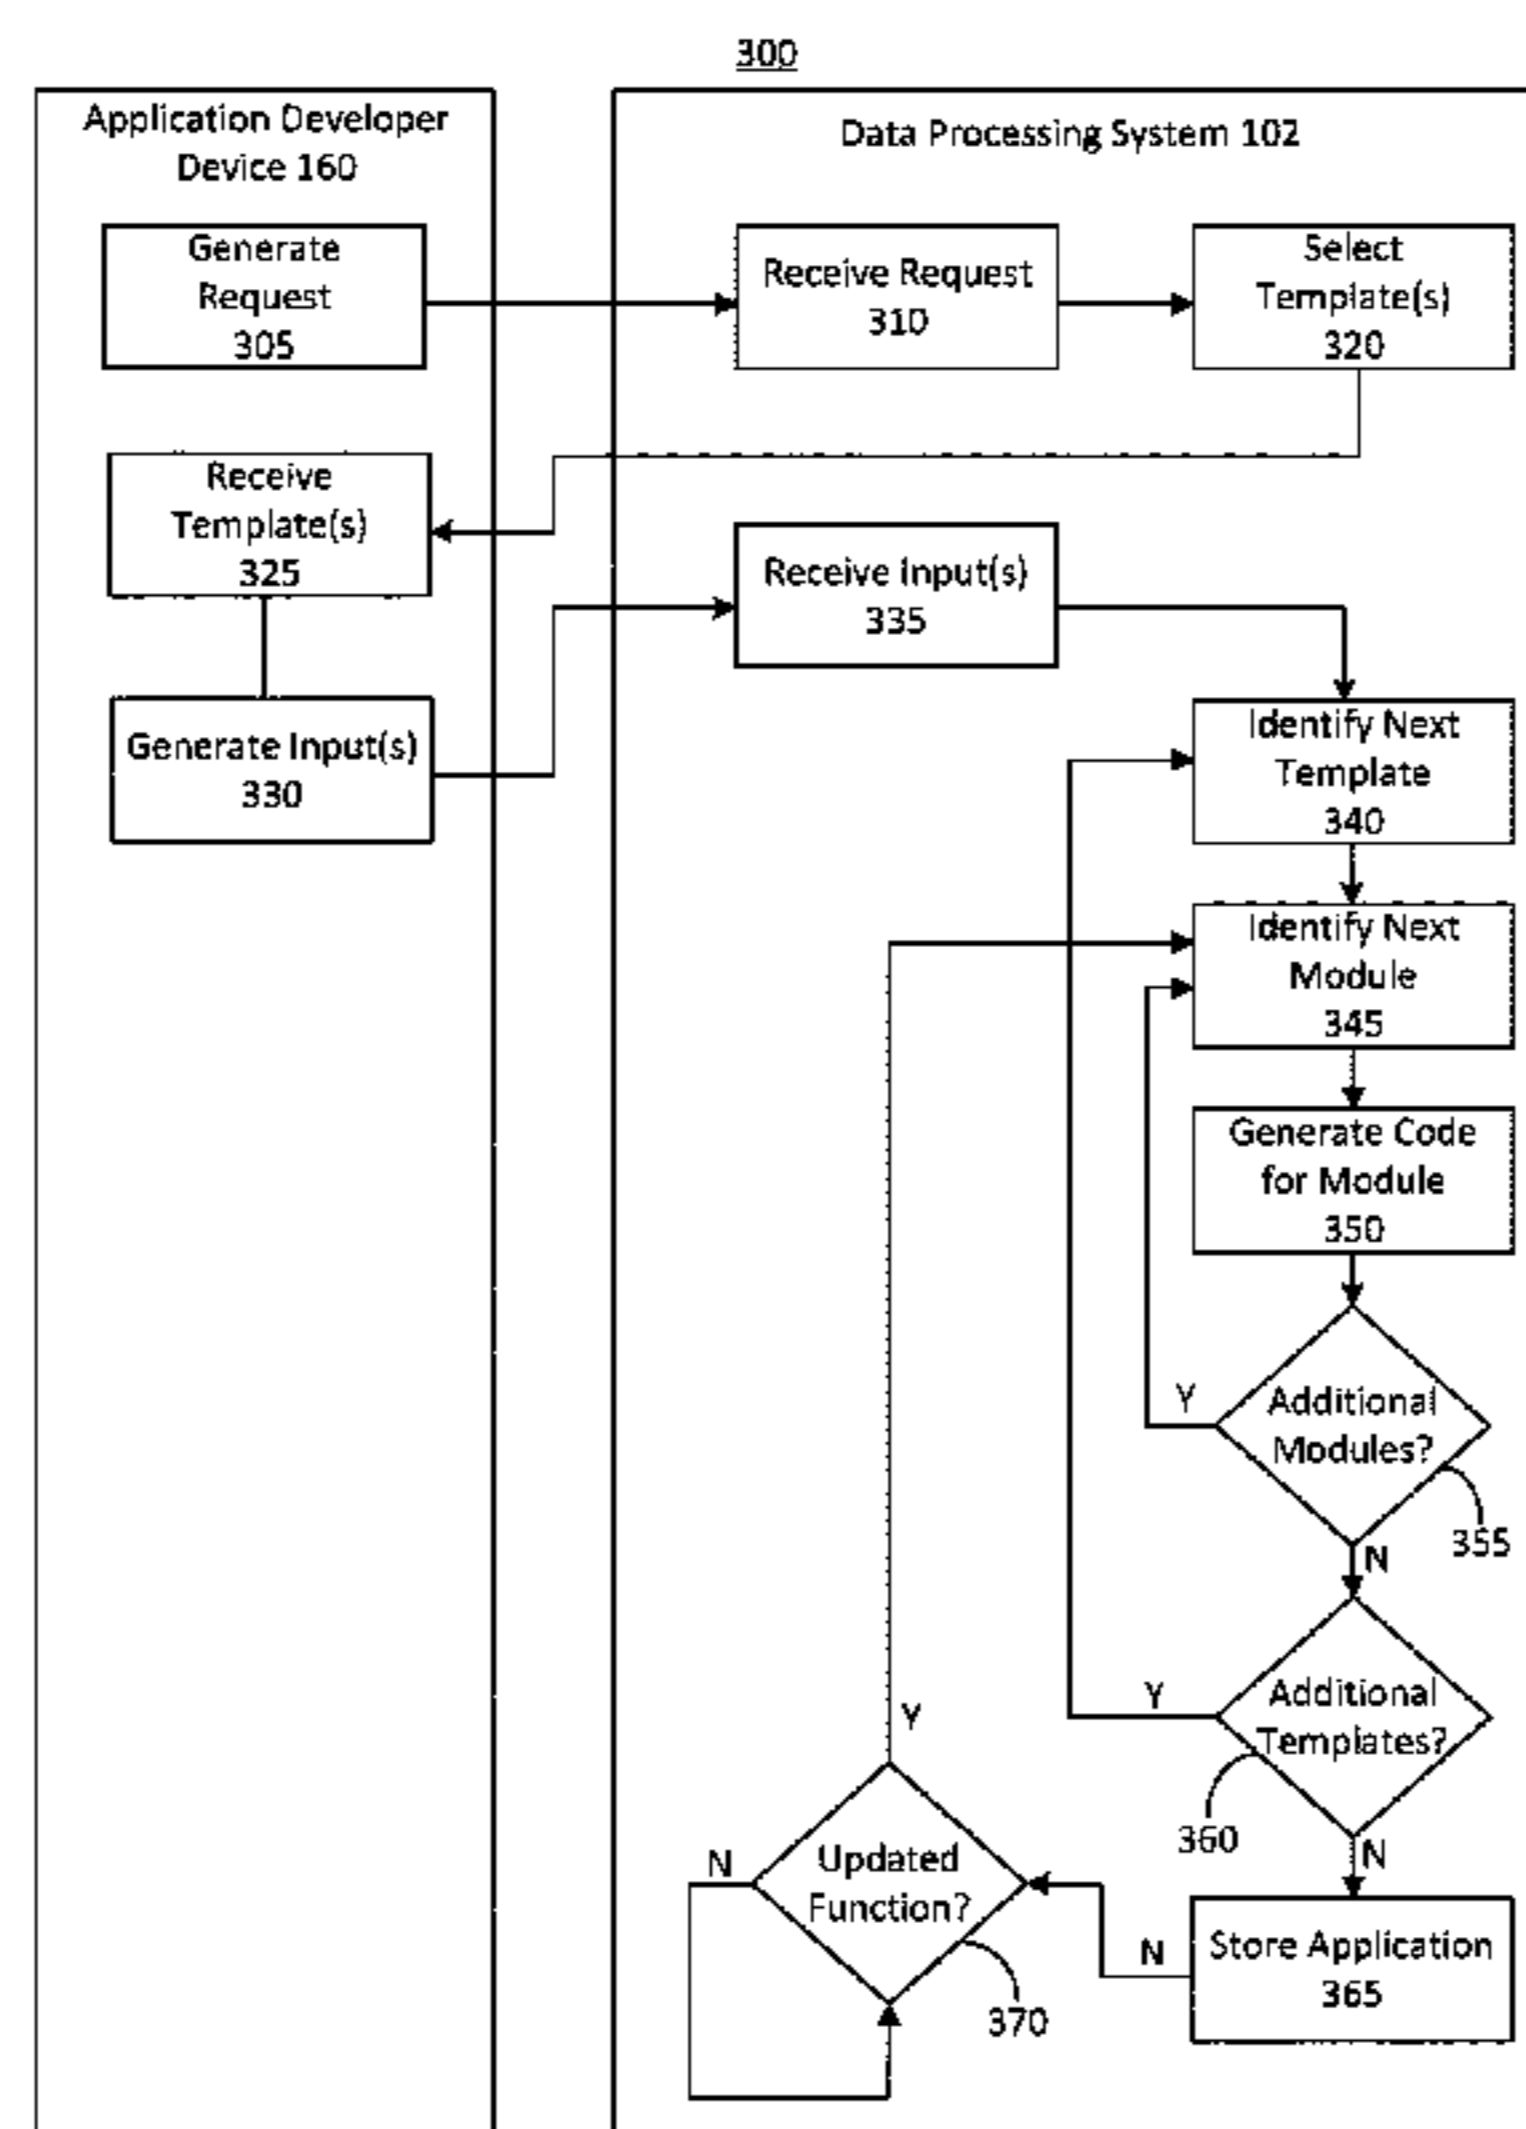 300
Application Developer
Device 160
Data Processing System 102
Generate
Request
305
Receive Request
310
Select
Template(s)
320
Receive
Template(s)
325
Receive Input(s)
335
Generate Input(s)
330
Identify Next
Template
340
Identify Next
Module
345
Generate Code
for Module
350
Additional
Modules?
Y
355
N
Additional
Templates?
Y
360
N
Store Application
365
N
Updated
Function?
Y
N
370